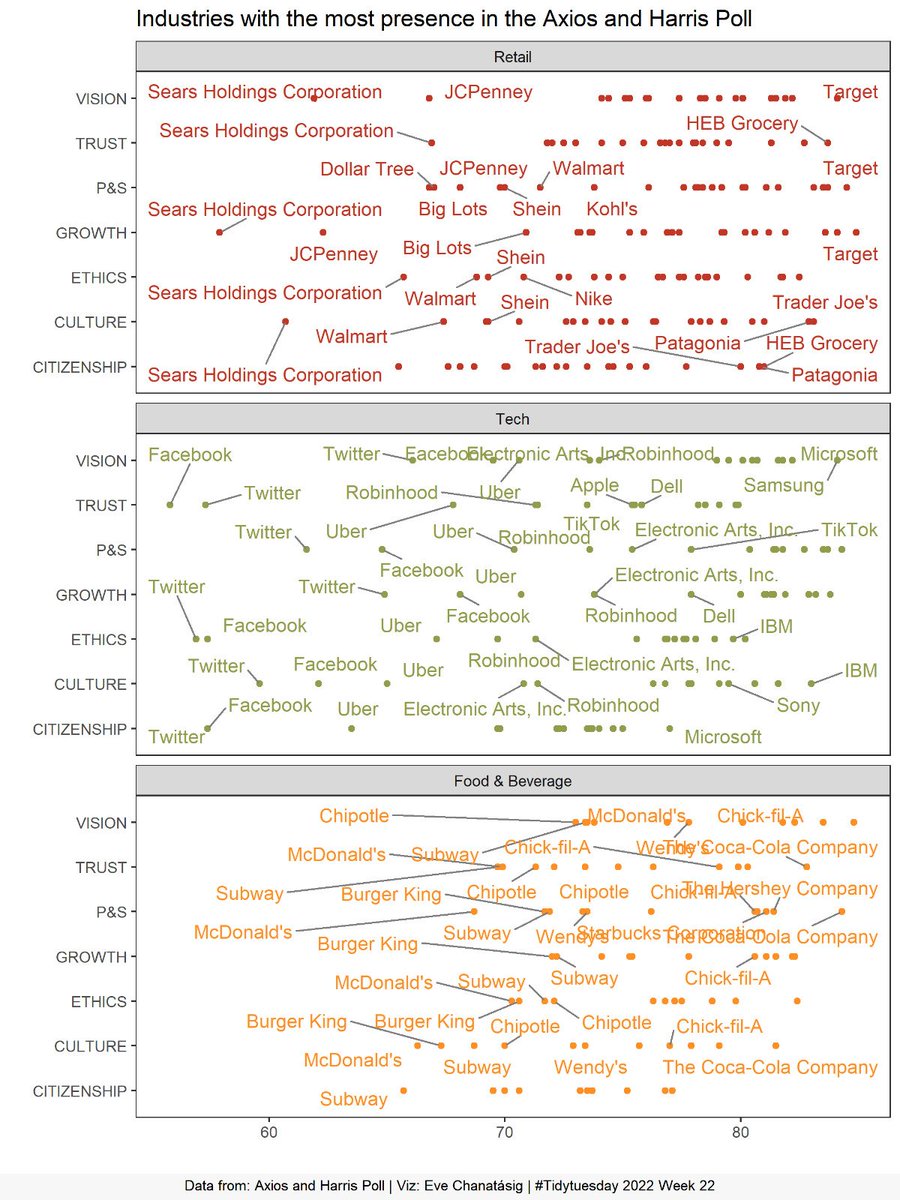 Industries with the most presence in the Axios and Harris Poll
Retail
VISION Sears Holdings Corporation JCPenney Target
Sears Holdings Corporation HEB Grocery
TRUST
Dollar Tree JCPenney Walmart Target
P&S
Sears Holdings Corporation Big Lots Shein Kohl's
GROWTH
JCPenney Big Lots Shein Target
ETHICS
Sears Holdings Corporation Walmart Shein Nike Trader Joe's
CULTURE
Walmart Trader Joe's Patagonia HEB Grocery
CITIZENSHIP
Sears Holdings Corporation Patagonia
Tech
VISION Facebook Twitter Facebook Electronic Arts, Inc. Robinhood Microsoft
Twitter Robinhood Uber Apple Dell Samsung
TRUST
Twitter Uber Uber Robinhood TikTok Electronic Arts, Inc. TikTok
P&S
Facebook Uber Electronic Arts, Inc.
Twitter Twitter
GROWTH
Facebook Uber Facebook Robinhood Dell IBM
ETHICS
Twitter Facebook Uber Robinhood Electronic Arts, Inc. IBM
CULTURE
Facebook Uber Electronic Arts, Inc. Robinhood Sony
CITIZENSHIP
Twitter Microsoft
Food & Beverage
VISION Chipotle McDonald's Chick-fil-A
McDonald's Subway Chick-fil-A Wendy's The Coca-Cola Company
TRUST
Subway Burger King Chipotle Chipotle Chick-fil-A The Hershey Company
P&S
McDonald's Burger King Subway Wendy's Starbucks Corporation The Coca-Cola Company
GROWTH
McDonald's Subway Subway Chick-fil-A
ETHICS
Burger King Burger King Chipotle Chipotle Chick-fil-A
CULTURE
McDonald's Subway Wendy's The Coca-Cola Company
CITIZENSHIP
Subway
60 70 80
Data from: Axios and Harris Poll | Viz: Eve Chanatásig | #Tidytuesday 2022 Week 22